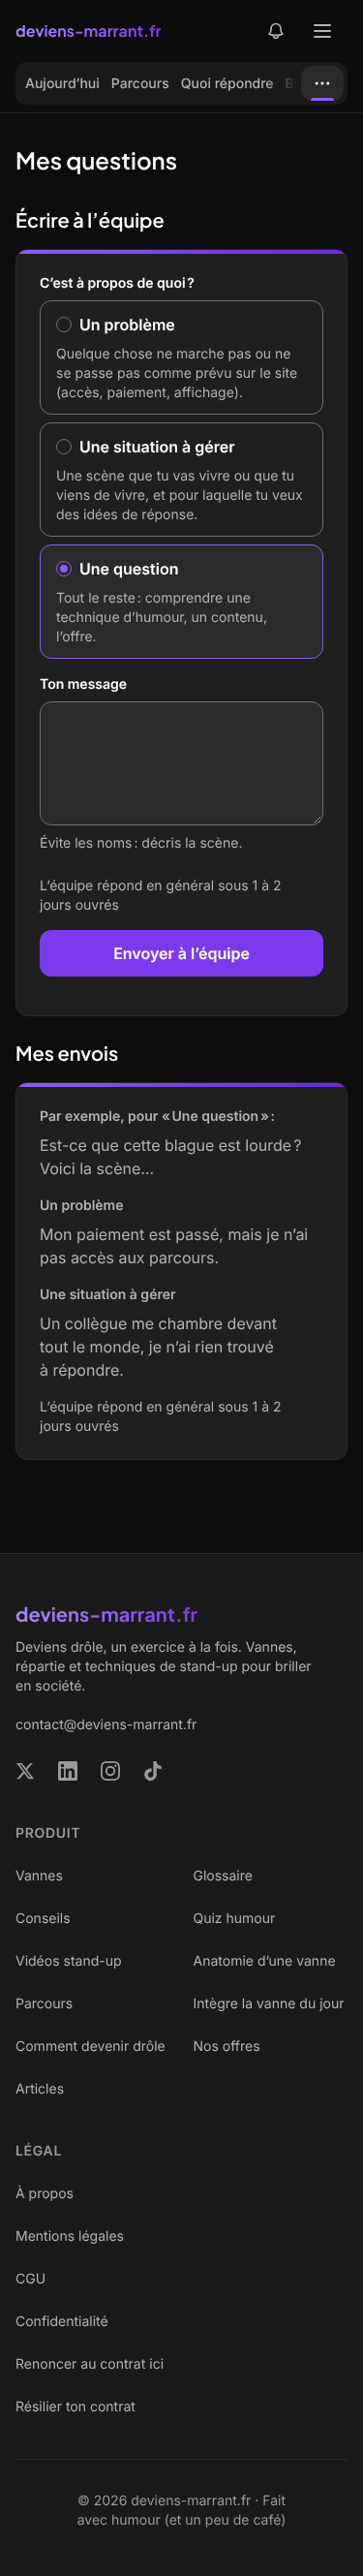 deviens-marrant.fr
Aujourd’hui Parcours Quoi répondre
Mes questions
Écrire à l’équipe
C’est à propos de quoi ?
Un problème
Quelque chose ne marche pas ou ne
se passe pas comme prévu sur le site
(accès, paiement, affichage).
Une situation à gérer
Une scène que tu vas vivre ou que tu
viens de vivre, et pour laquelle tu veux
des idées de réponse.
Une question
Tout le reste : comprendre une
technique d’humour, un contenu,
l’offre.
Ton message
Évite les noms : décris la scène.
L’équipe répond en général sous 1 à 2
jours ouvrés
Envoyer à l’équipe
Mes envois
Par exemple, pour « Une question » :
Est-ce que cette blague est lourde ?
Voici la scène…
Un problème
Mon paiement est passé, mais je n’ai
pas accès aux parcours.
Une situation à gérer
Un collègue me chambre devant
tout le monde, je n’ai rien trouvé
à répondre.
L’équipe répond en général sous 1 à 2
jours ouvrés
deviens-marrant.fr
Deviens drôle, un exercice à la fois. Vannes,
répartie et techniques de stand-up pour briller
en société.
contact@deviens-marrant.fr
PRODUIT
Vannes Glossaire
Conseils Quiz humour
Vidéos stand-up Anatomie d’une vanne
Parcours Intègre la vanne du jour
Comment devenir drôle Nos offres
Articles
LÉGAL
À propos
Mentions légales
CGU
Confidentialité
Renoncer au contrat ici
Résilier ton contrat
© 2026 deviens-marrant.fr · Fait
avec humour (et un peu de café)